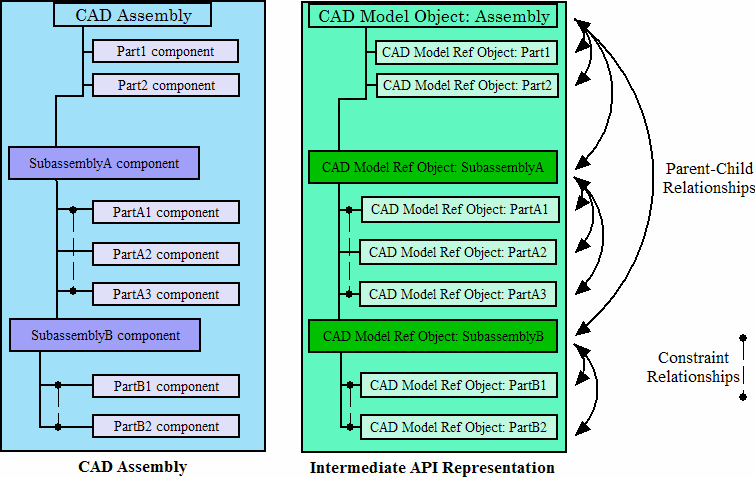 CAD Assembly
Part1 component
Part2 component
SubassemblyA component
PartA1 component
PartA2 component
PartA3 component
SubassemblyB component
PartB1 component
PartB2 component
CAD Assembly
CAD Model Object: Assembly
CAD Model Ref Object: Part1
CAD Model Ref Object: Part2
CAD Model Ref Object: SubassemblyA
CAD Model Ref Object: PartA1
CAD Model Ref Object: PartA2
CAD Model Ref Object: PartA3
CAD Model Ref Object: SubassemblyB
CAD Model Ref Object: PartB1
CAD Model Ref Object: PartB2
Intermediate API Representation
Parent-Child
Relationships
Constraint
Relationships